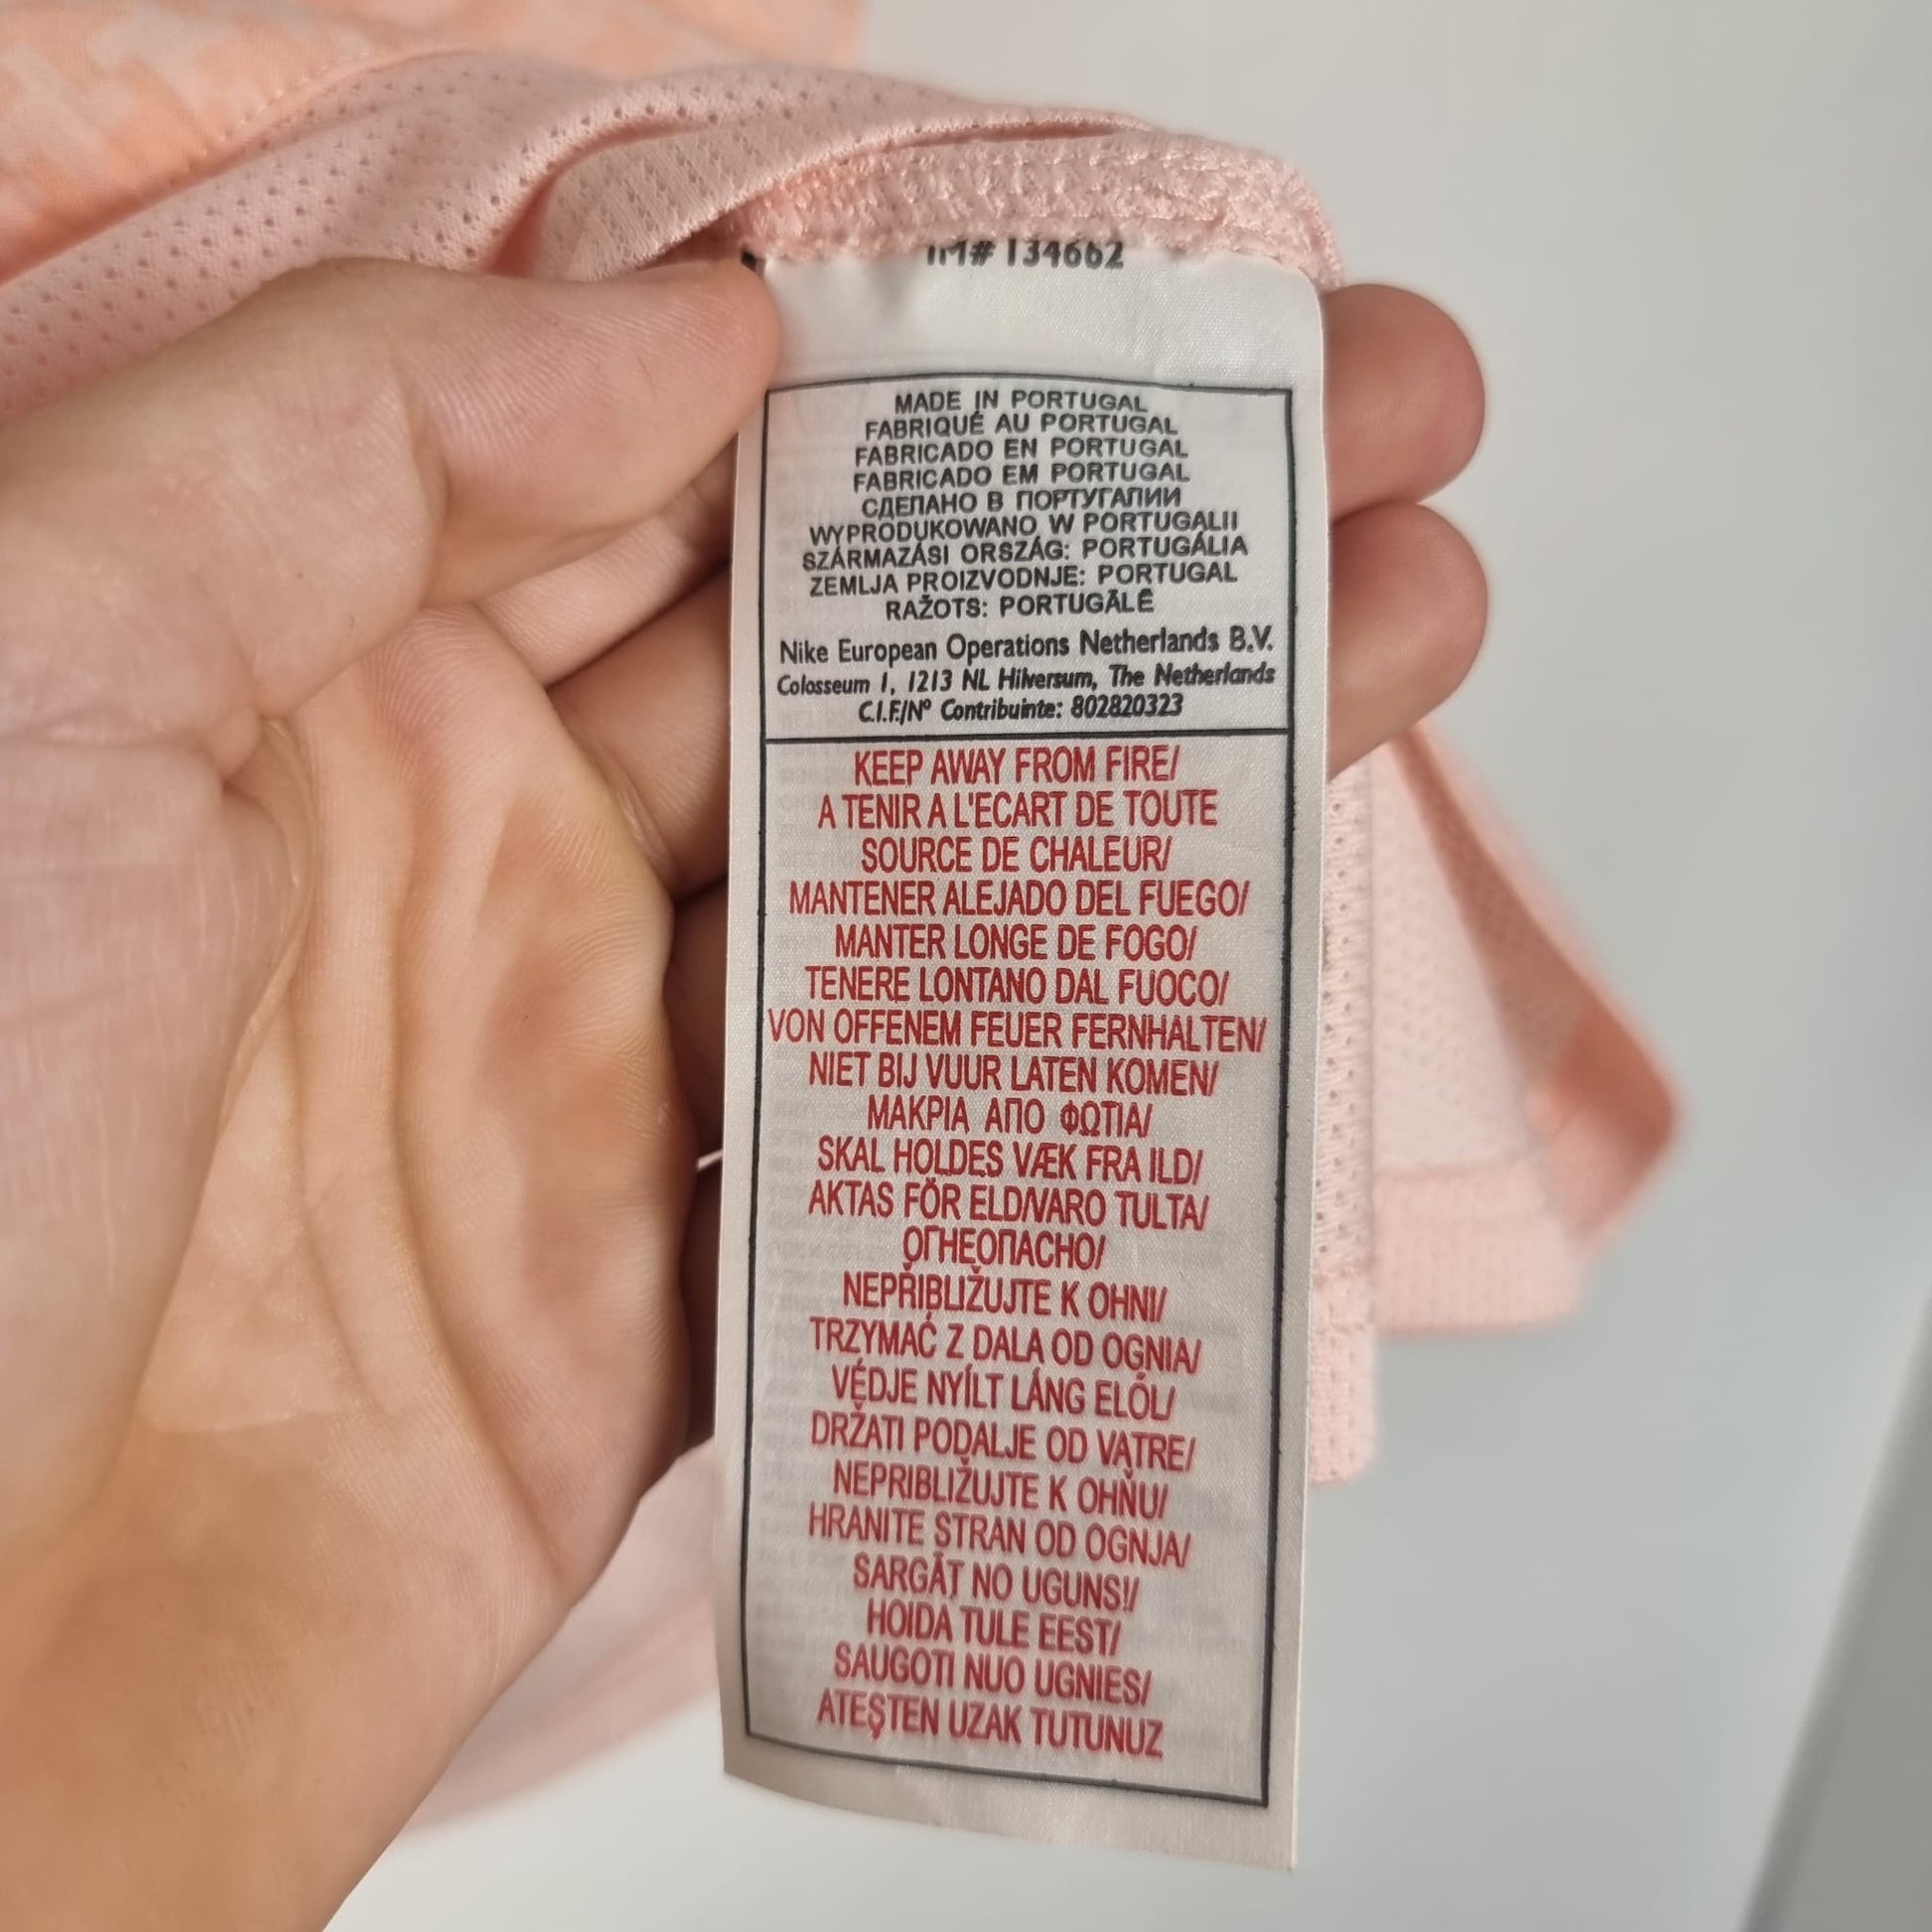 134662
MADE IN PORTUGAL
FABRIQUÉ AU PORTUGAL
FABRICADO EN PORTUGAL
FABRICADO EM PORTUGAL
СДЕЛАНО В ПОРТУГАЛИИ
WYPRODUKOWANO W PORTUGALII
SZÁRMAZÁSI ORSZÁG: PORTUGÁLIA
ZEMLJA PROIZVODNJE: PORTUGAL
RAŽOTS: PORTUGĀLĒ
Nike European Operations Netherlands B.V.
Colosseum 1, 1213 NL Hilversum, The Netherlands
C.I.F./Nº Contribuinte: 802820323
KEEP AWAY FROM FIRE/
A TENIR A L'ECART DE TOUTE
SOURCE DE CHALEUR/
MANTENER ALEJADO DEL FUEGO/
MANTER LONGE DE FOGO/
TENERE LONTANO DAL FUOCO/
VON OFFENEM FEUER FERNHALTEN/
NIET BIJ VUUR LATEN KOMEN/
ΜΑΚΡΙΑ ΑΠΟ ΦΩΤΙΑ/
SKAL HOLDES VÆK FRA ILD/
AKTAS FÖR ELD/VARO TULTA/
ОГНЕОПАСНО/
NEPŘIBLIŽUJTE K OHNI/
TRZYMAĆ Z DALA OD OGNIA/
VÉDJE NYÍLT LÁNG ELŐL/
DRŽATI PODALJE OD VATRE/
NEPRIBLIŽUJTE K OHŇU/
HRANITE STRAN OD OGNJA/
SARGĀT NO UGUNS!/
HOIDA TULE EEST/
SAUGOTI NUO UGNIES/
ATEŞTEN UZAK TUTUNUZ